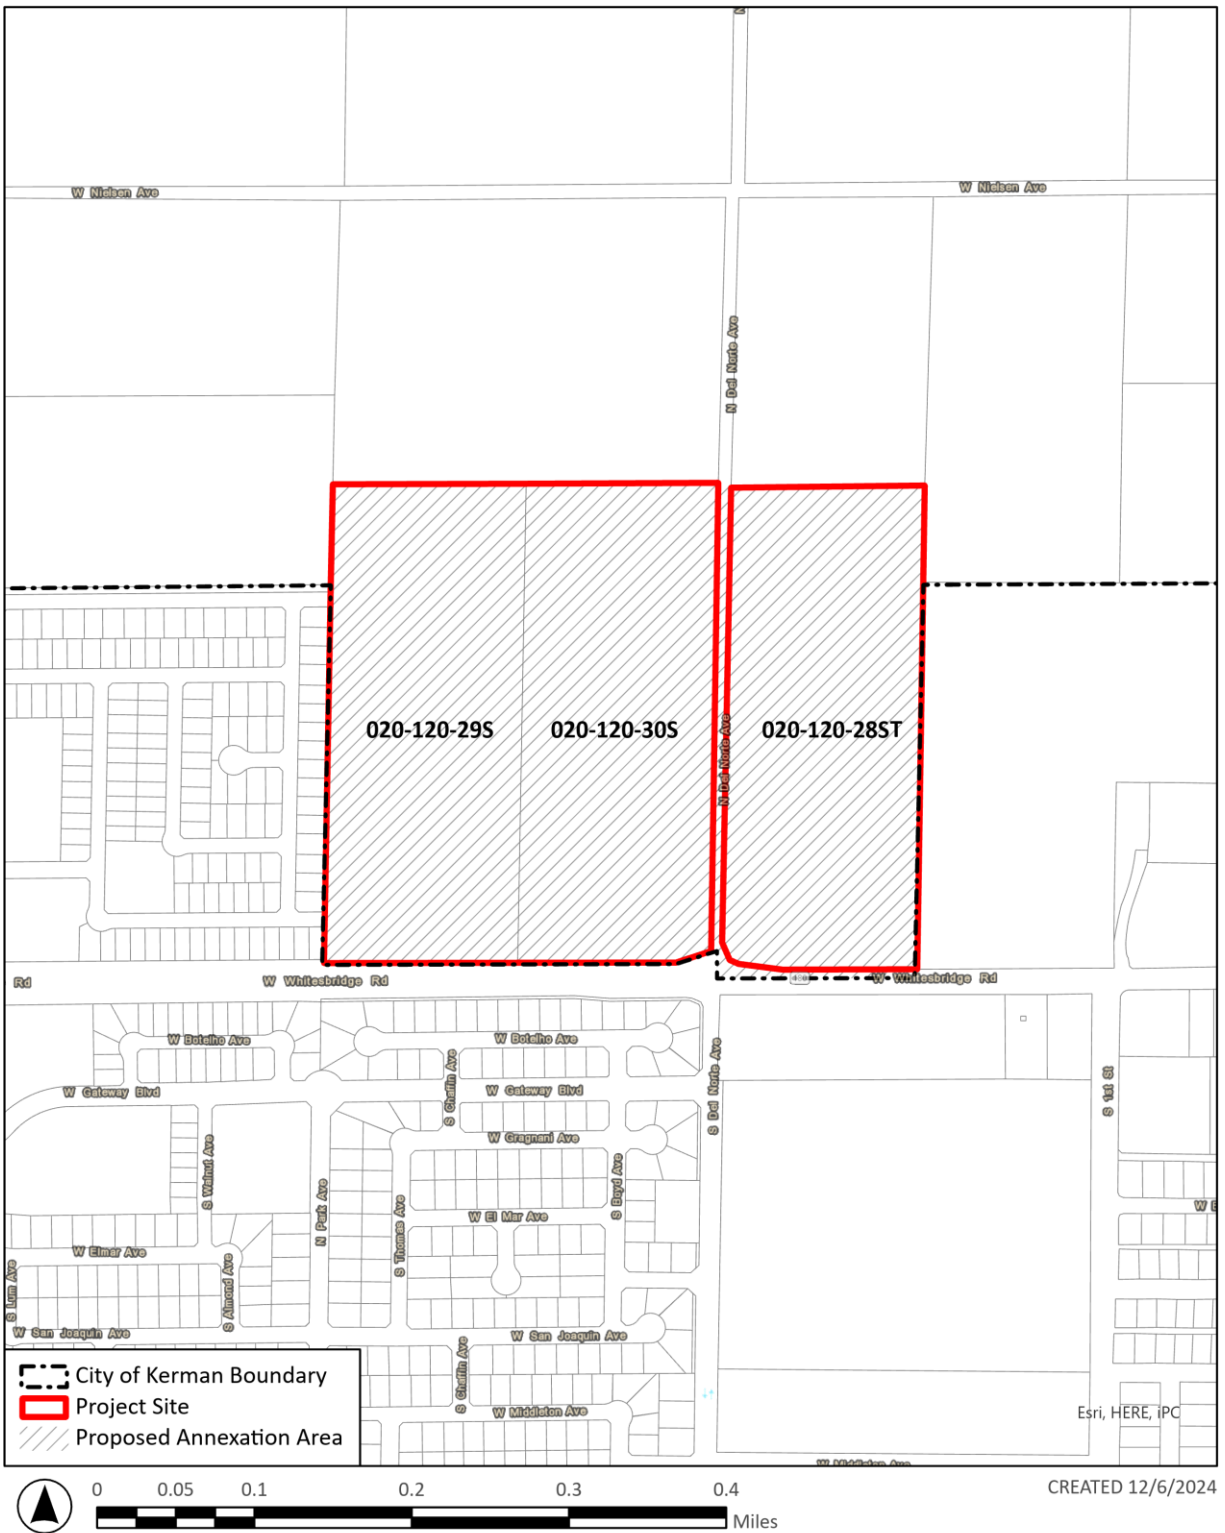 W Nielsen Ave
W Nielsen Ave
N Del Norte Ave
020-120-29S
020-120-30S
020-120-28ST
N Del Norte Ave
Rd
W Whitesbridge Rd
W Whitesbridge Rd
W Botelho Ave
W Botelho Ave
S Chaffin Ave
S Del Norte Ave
W Gateway Blvd
W Gateway Blvd
S 1st St
W Gragnani Ave
S Walnut Ave
S Boyd Ave
N Park Ave
S Thomas Ave
W El Mar Ave
W Elmar Ave
S Lum Ave
S Almond Ave
W San Joaquin Ave
W San Joaquin Ave
S Chaffin Ave
W Middleton Ave
W Middleton Ave
City of Kerman Boundary
Project Site
Proposed Annexation Area
Esri, HERE, iPC
CREATED 12/6/2024
0 0.05 0.1 0.2 0.3 0.4
Miles